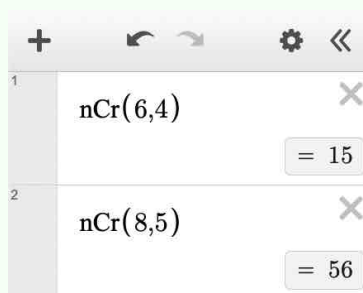 1
nCr(6,4)
= 15
2
nCr(8,5)
= 56